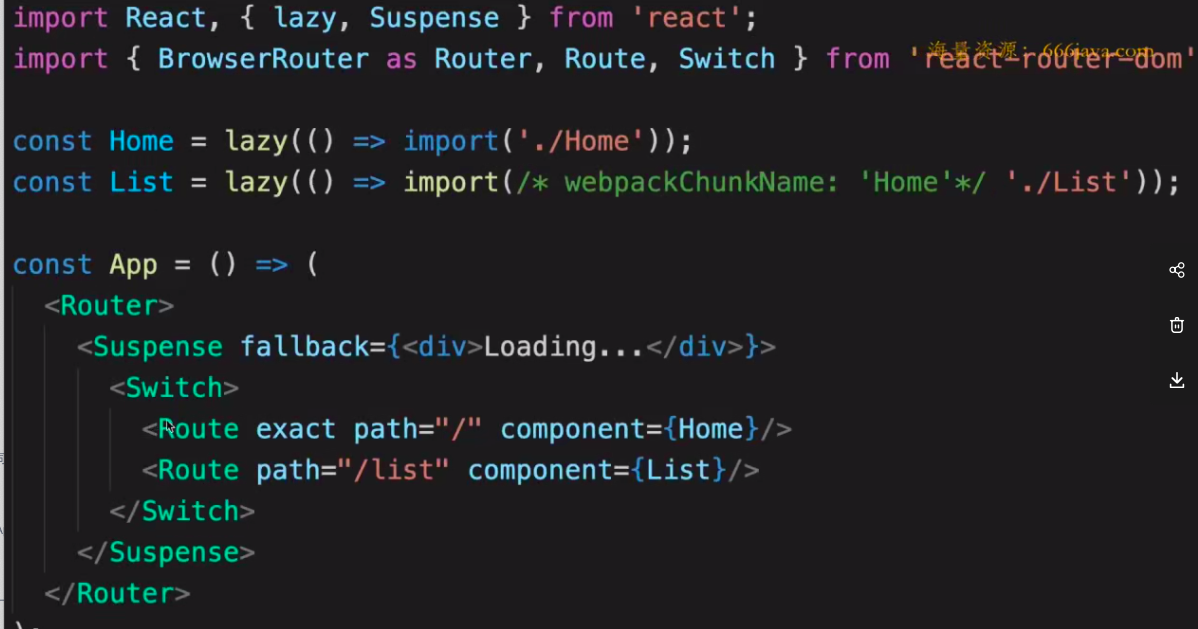 import React, { lazy, Suspense } from 'react';
海量资源：666java.com
import { BrowserRouter as Router, Route, Switch } from 'react-router-dom'
const Home = lazy(() => import('./Home'));
const List = lazy(() => import(/* webpackChunkName: 'Home'*/ './List'));
const App = () => (
<Router>
<Suspense fallback={<div>Loading...</div>}>
<Switch>
<Route exact path="/" component={Home}/>
<Route path="/list" component={List}/>
</Switch>
</Suspense>
</Router>